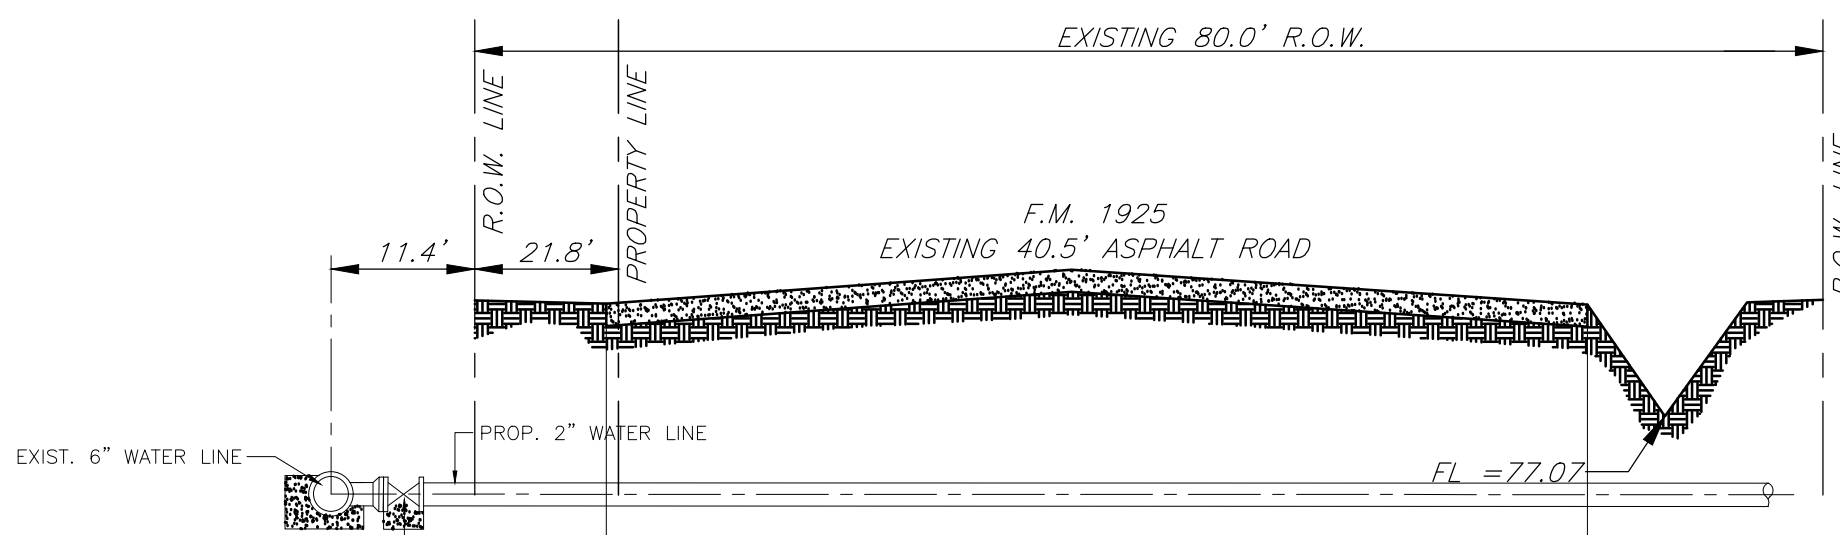 EXISTING 80.0' R.O.W.
R.O.W. LINE
PROPERTY LINE
R.O.W. LINE
F.M. 1925
EXISTING 40.5' ASPHALT ROAD
11.4'
21.8'
PROP. 2" WATER LINE
EXIST. 6" WATER LINE
FL =77.07